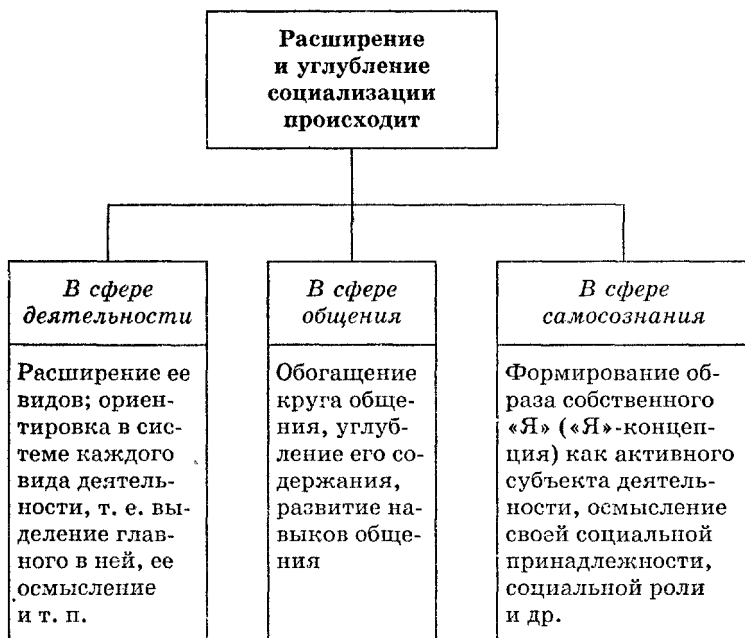 Расширение
и углубление
социализации
происходит
В сфере
деятельности
Расширение ее
видов; ориен-
тировка в сис-
теме каждого
вида деятель-
ности, т. е. вы-
деление глав-
ного в ней, ее
осмысление
и т. п.
В сфере
общения
Обогащение
круга обще-
ния, углуб-
ление его со-
держания,
развитие на-
выков обще-
ния
В сфере
самосознания
Формирование об-
раза собственного
«Я» («Я»-концеп-
ция) как активного
субъекта деятель-
ности, осмысление
своей социальной
принадлежности,
социальной роли
и др.